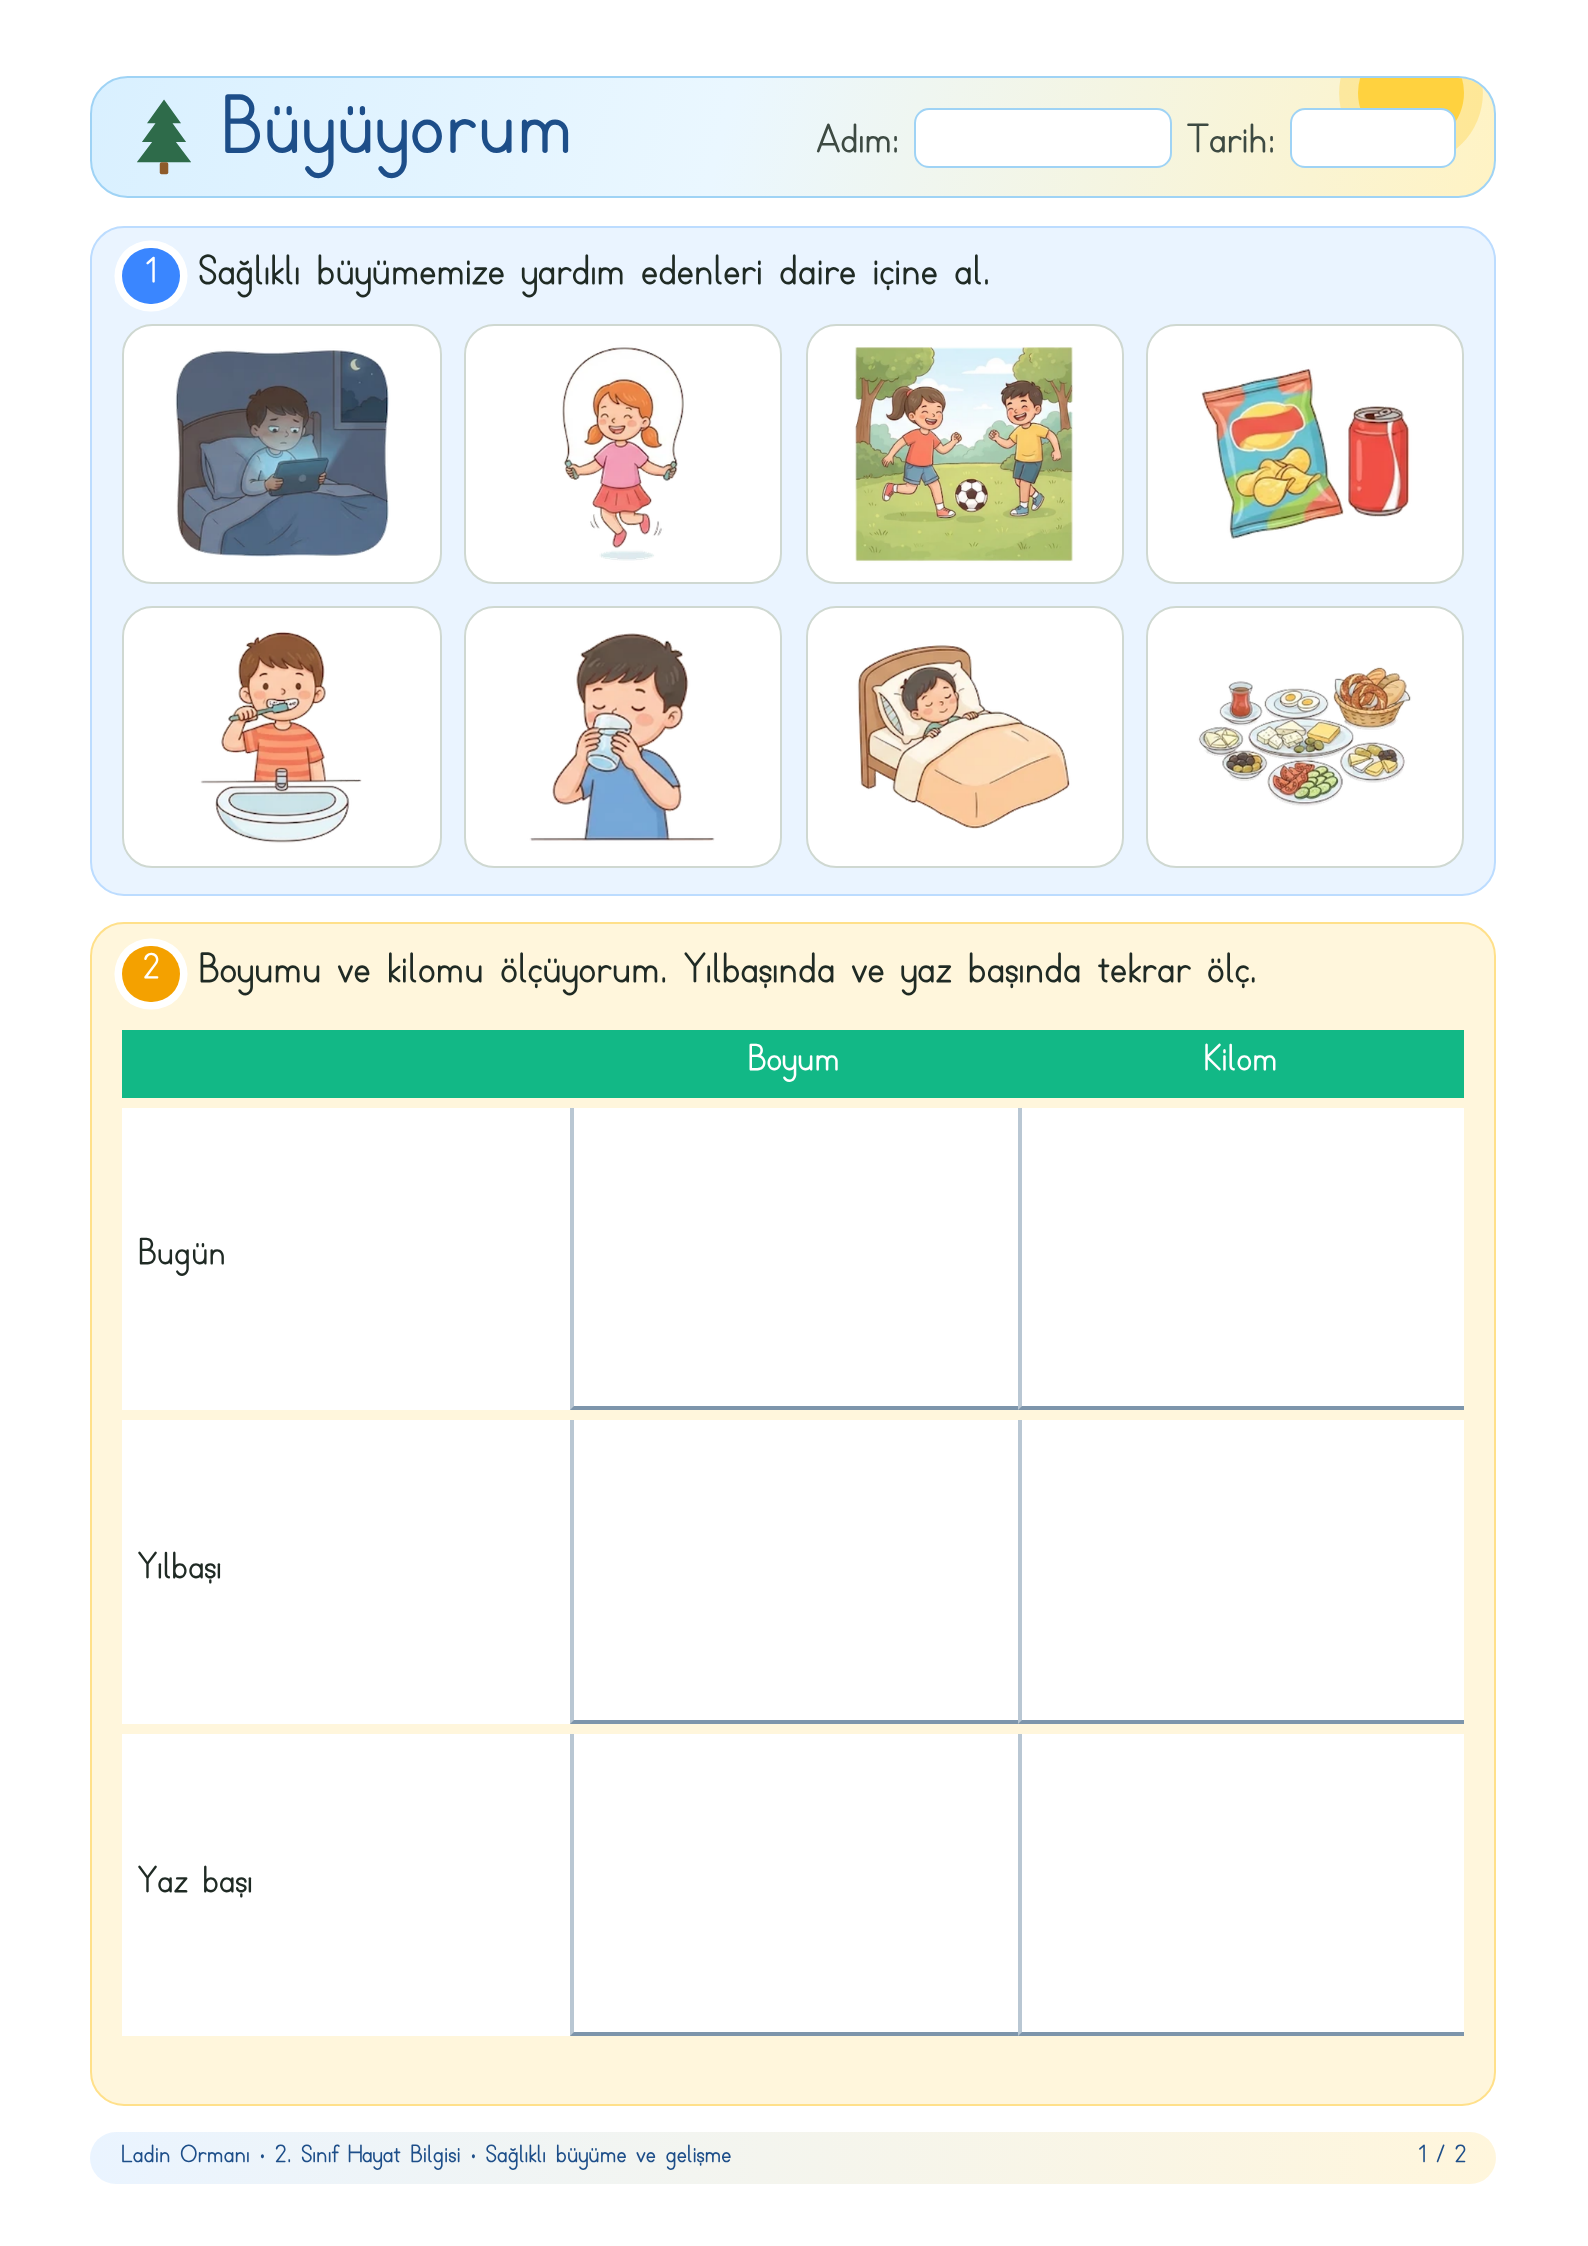 Büyüyorum
Adım:
Tarih:
1 Sağlıklı büyümemize yardım edenleri daire içine al.
2 Boyumu ve kilomu ölçüyorum. Yılbaşında ve yaz başında tekrar ölç.
Boyum Kilom
Bugün
Yılbaşı
Yaz başı
Ladin Ormanı • 2. Sınıf Hayat Bilgisi • Sağlıklı büyüme ve gelişme 1 / 2